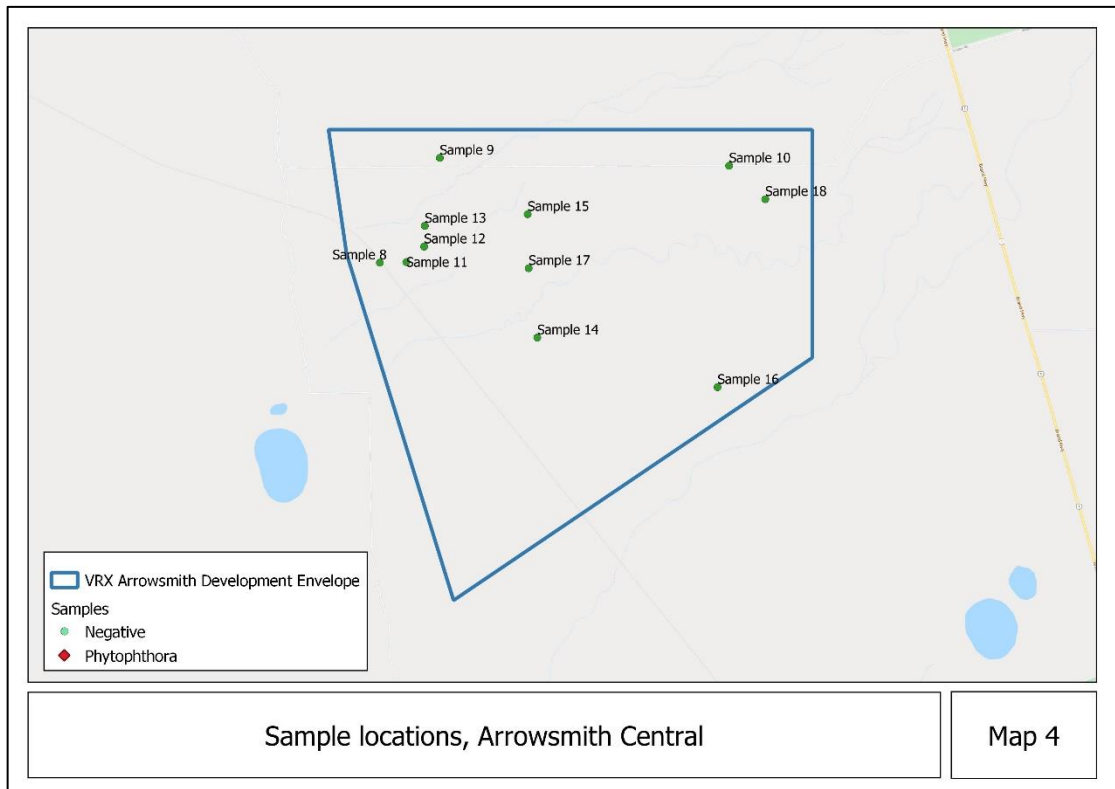 Sample 9
Sample 10
Sample 18
Sample 15
Sample 13
Sample 12
Sample 8
Sample 11
Sample 17
Sample 14
Sample 16
VRX Arrowsmith Development Envelope
Samples
Negative
Phytophthora
Sample locations, Arrowsmith Central
Map 4